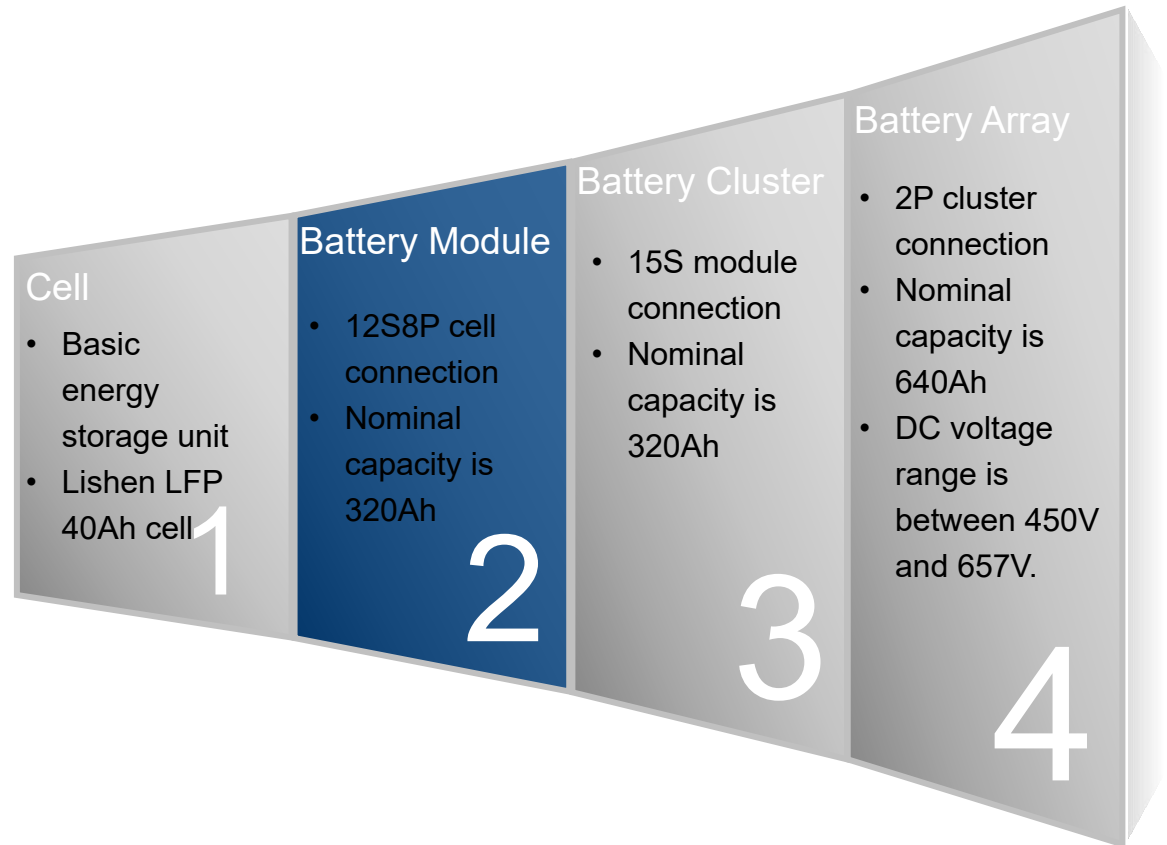 Cell
• Basic
energy
storage unit
• Lishen LFP
40Ah cell
1
Battery Module
• 12S8P cell
connection
• Nominal
capacity is
320Ah
2
Battery Cluster
• 15S module
connection
• Nominal
capacity is
320Ah
3
Battery Array
• 2P cluster
connection
• Nominal
capacity is
640Ah
• DC voltage
range is
between 450V
and 657V.
4